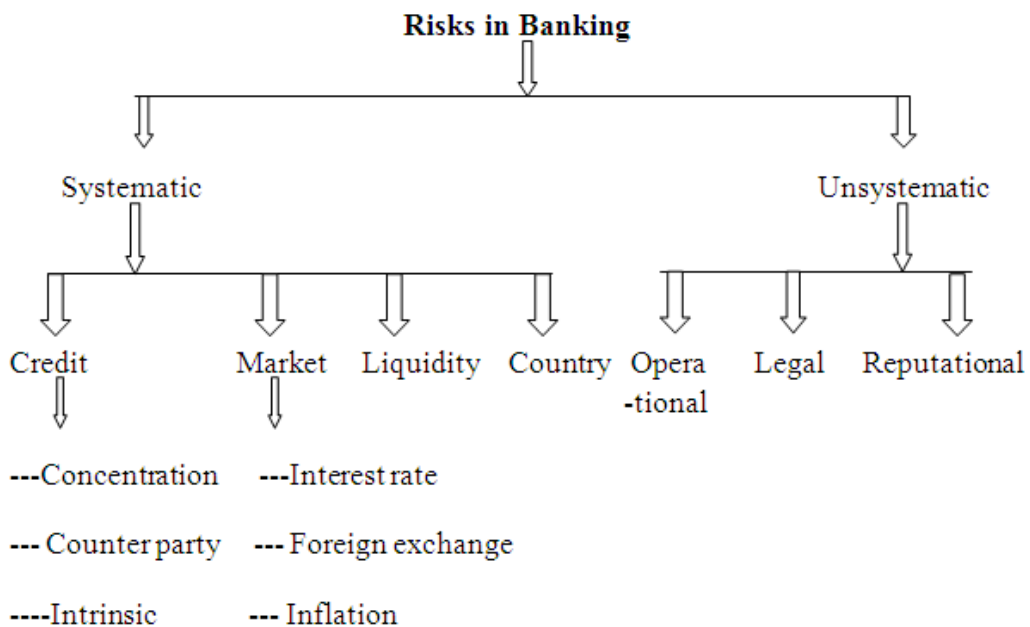 Risks in Banking
Systematic Unsystematic
Credit Market Liquidity Country Opera Legal Reputational
-tional
---Concentration ---Interest rate
--- Counter party --- Foreign exchange
----Intrinsic --- Inflation